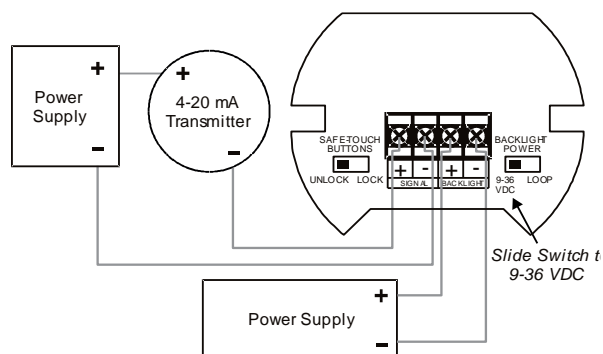 +
+
Power
Supply
4-20 mA
Transmitter
-
-
SAFE-TOUCH
BUTTONS
UNLOCK LOCK
+ - + -
SIGNAL BACKLIGHT
BACKLIGHT
POWER
9-36
VDC
LOOP
Slide Switch t
9-36 VDC
+
Power Supply
-